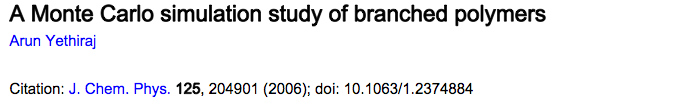 A Monte Carlo simulation study of branched polymers
Arun Yethiraj
Citation: J. Chem. Phys. 125, 204901 (2006); doi: 10.1063/1.2374884